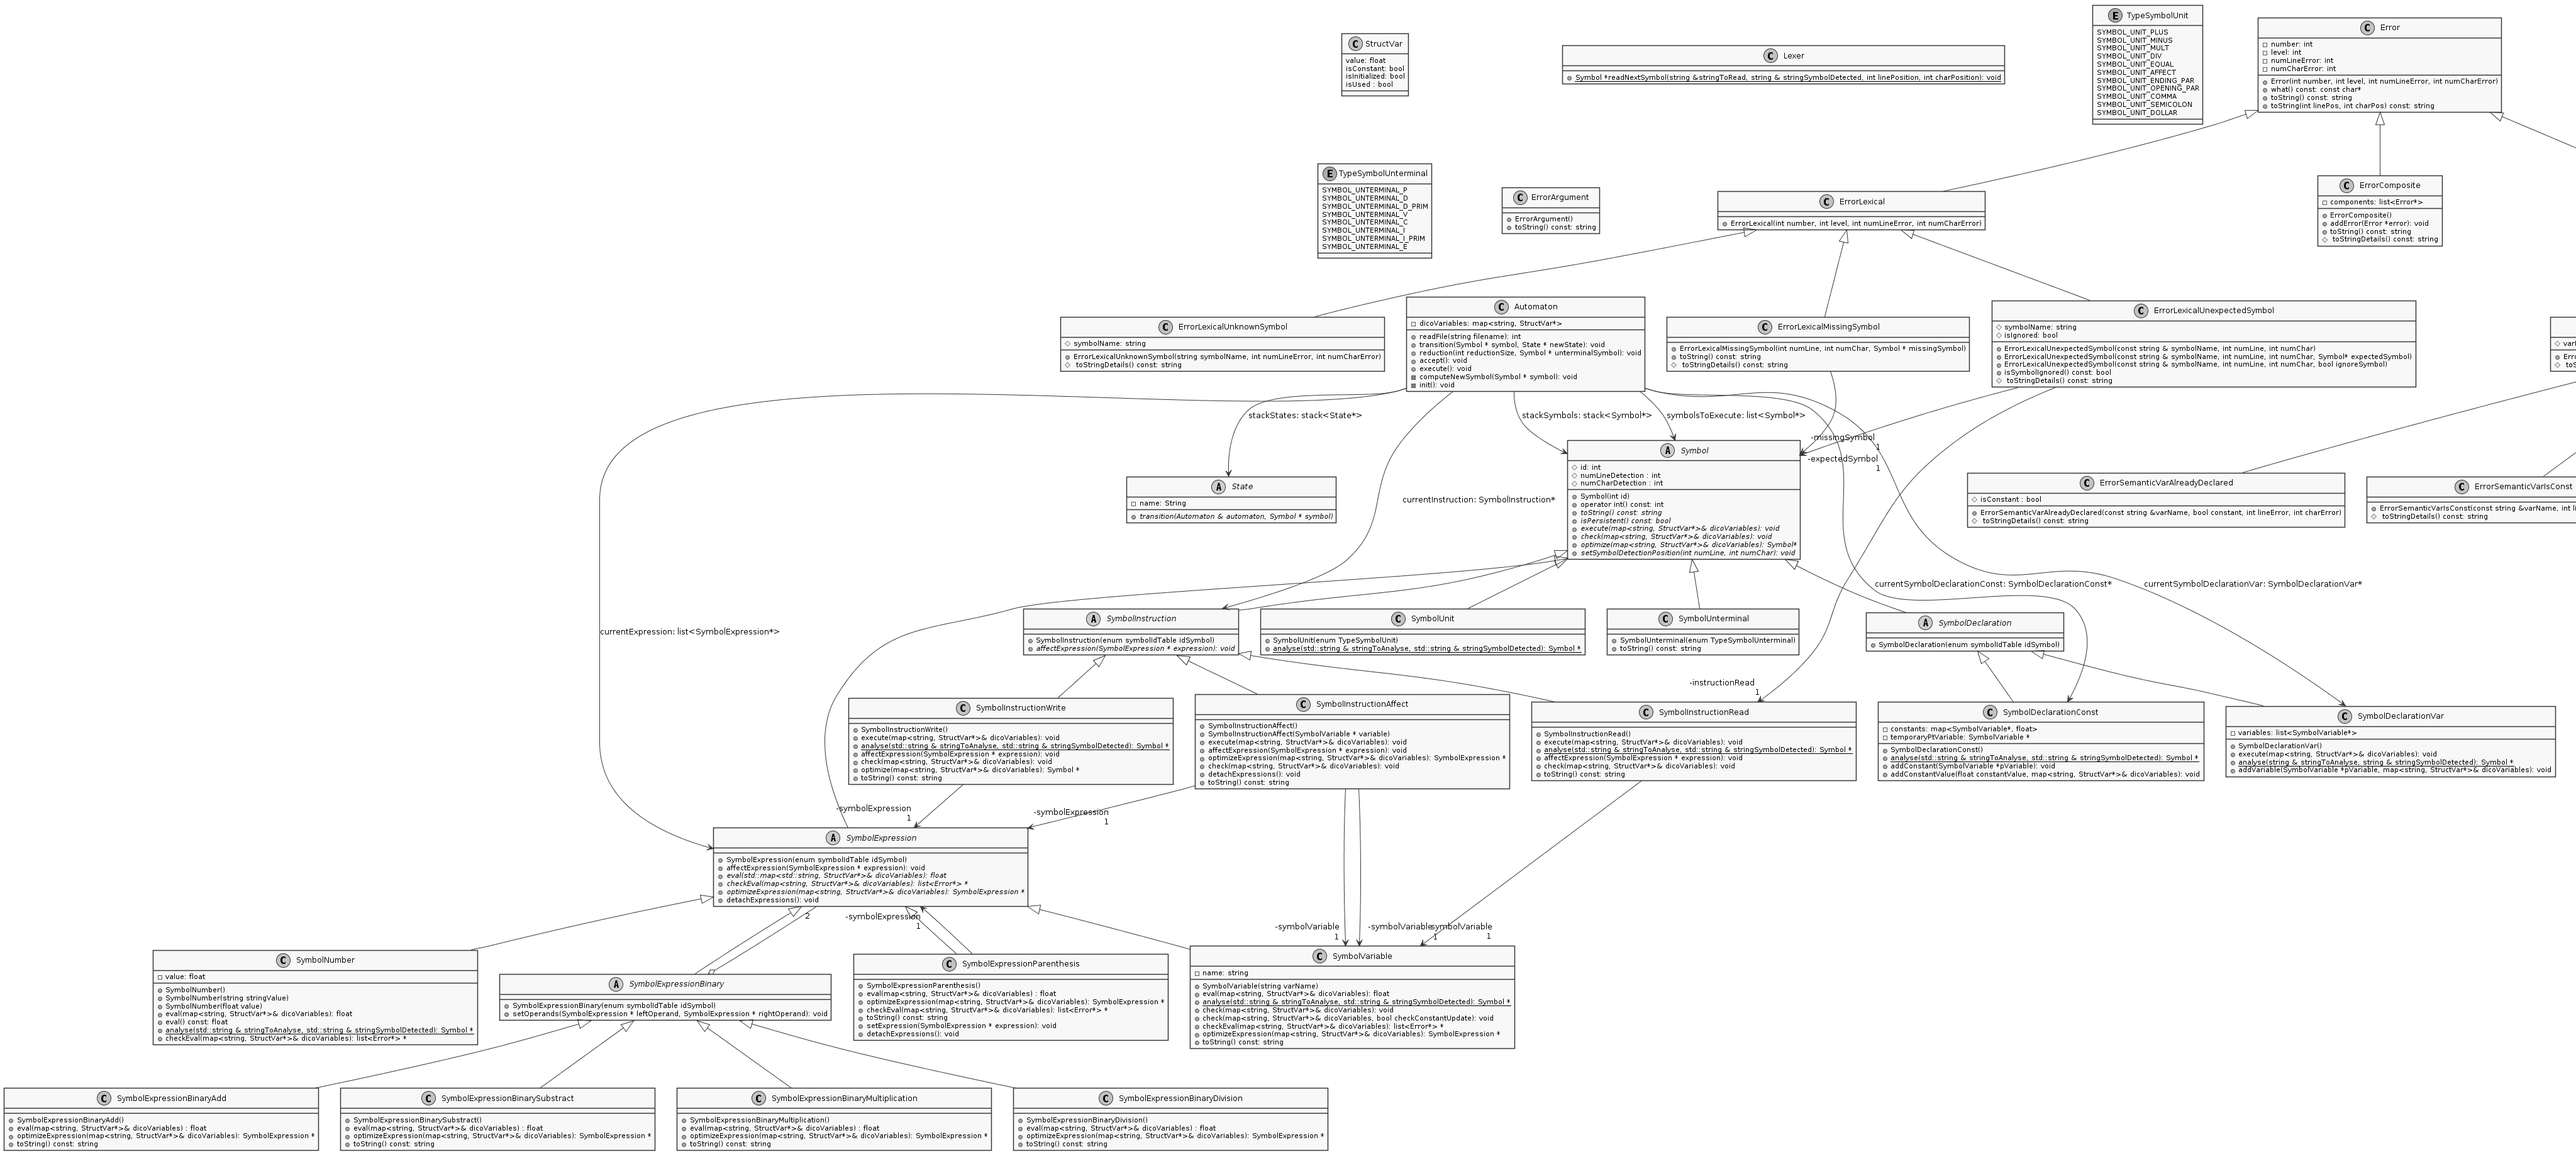 StructVar
value: float
isConstant: bool
isInitialized: bool
isUsed : bool
Lexer
Symbol *readNextSymbol(string &stringToRead, string & stringSymbolDetected, int linePosition, int charPosition): void
TypeSymbolUnit
SYMBOL_UNIT_PLUS
SYMBOL_UNIT_MINUS
SYMBOL_UNIT_MULT
SYMBOL_UNIT_DIV
SYMBOL_UNIT_EQUAL
SYMBOL_UNIT_AFFECT
SYMBOL_UNIT_ENDING_PAR
SYMBOL_UNIT_OPENING_PAR
SYMBOL_UNIT_COMMA
SYMBOL_UNIT_SEMICOLON
SYMBOL_UNIT_DOLLAR
Error
number: int
level: int
numLineError: int
numCharError: int
Error(int number, int level, int numLineError, int numCharError)
what() const: const char*
toString() const: string
toString(int linePos, int charPos) const: string
TypeSymbolUnterminal
SYMBOL_UNTERMINAL_P
SYMBOL_UNTERMINAL_D
SYMBOL_UNTERMINAL_D_PRIM
SYMBOL_UNTERMINAL_V
SYMBOL_UNTERMINAL_C
SYMBOL_UNTERMINAL_I
SYMBOL_UNTERMINAL_I_PRIM
SYMBOL_UNTERMINAL_E
ErrorArgument
ErrorArgument()
toString() const: string
ErrorLexical
ErrorLexical(int number, int level, int numLineError, int numCharError)
ErrorComposite
components: list<Error*>
ErrorComposite()
addError(Error *error): void
toString() const: string
toStringDetails() const: string
ErrorLexicalUnknownSymbol
symbolName: string
ErrorLexicalUnknownSymbol(string symbolName, int numLineError, int numCharError)
toStringDetails() const: string
Automaton
dicoVariables: map<string, StructVar*>
readFile(string filename): int
transition(Symbol * symbol, State * newState): void
reduction(int reductionSize, Symbol * unterminalSymbol): void
accept(): void
execute(): void
computeNewSymbol(Symbol * symbol): void
init(): void
ErrorLexicalMissingSymbol
ErrorLexicalMissingSymbol(int numLine, int numChar, Symbol * missingSymbol)
toString() const: string
toStringDetails() const: string
ErrorLexicalUnexpectedSymbol
symbolName: string
isIgnored: bool
ErrorLexicalUnexpectedSymbol(const string & symbolName, int numLine, int numChar)
ErrorLexicalUnexpectedSymbol(const string & symbolName, int numLine, int numChar, Symbol* expectedSymbol)
ErrorLexicalUnexpectedSymbol(const string & symbolName, int numLine, int numChar, bool ignoreSymbol)
isSymbolIgnored() const: bool
toStringDetails() const: string
stackStates: stack<State*>
stackSymbols: stack<Symbol*>
symbolsToExecute: list<Symbol*>
-missingSymbol
1
-expectedSymbol
1
currentInstruction: SymbolInstruction*
State
name: String
transition(Automaton & automaton, Symbol * symbol)
Symbol
id: int
numLineDetection : int
numCharDetection : int
Symbol(int id)
operator int() const: int
toString() const: string
isPersistent() const: bool
execute(map<string, StructVar*>& dicoVariables): void
check(map<string, StructVar*>& dicoVariables): void
optimize(map<string, StructVar*>& dicoVariables): Symbol*
setSymbolDetectionPosition(int numLine, int numChar): void
ErrorSemanticVarAlreadyDeclared
isConstant : bool
ErrorSemanticVarAlreadyDeclared(const string &varName, bool constant, int lineError, int charError)
toStringDetails() const: string
ErrorSemanticVarIsConst
toStringDetails() const: string
currentSymbolDeclarationConst: SymbolDeclarationConst*
currentSymbolDeclarationVar: SymbolDeclarationVar*
currentExpression: list<SymbolExpression*>
SymbolInstruction
SymbolInstruction(enum symbolIdTable idSymbol)
affectExpression(SymbolExpression * expression): void
SymbolUnit
SymbolUnit(enum TypeSymbolUnit)
analyse(std::string & stringToAnalyse, std::string & stringSymbolDetected): Symbol *
SymbolUnterminal
SymbolUnterminal(enum TypeSymbolUnterminal)
toString() const: string
SymbolDeclaration
SymbolDeclaration(enum symbolIdTable idSymbol)
-instructionRead
1
SymbolInstructionWrite
SymbolInstructionWrite()
execute(map<string, StructVar*>& dicoVariables): void
analyse(std::string & stringToAnalyse, std::string & stringSymbolDetected): Symbol *
affectExpression(SymbolExpression * expression): void
check(map<string, StructVar*>& dicoVariables): void
optimize(map<string, StructVar*>& dicoVariables): Symbol *
toString() const: string
SymbolInstructionAffect
SymbolInstructionAffect()
SymbolInstructionAffect(SymbolVariable * variable)
execute(map<string, StructVar*>& dicoVariables): void
affectExpression(SymbolExpression * expression): void
optimizeExpression(map<string, StructVar*>& dicoVariables): SymbolExpression *
check(map<string, StructVar*>& dicoVariables): void
detachExpressions(): void
toString() const: string
SymbolInstructionRead
SymbolInstructionRead()
execute(map<string, StructVar*>& dicoVariables): void
analyse(std::string & stringToAnalyse, std::string & stringSymbolDetected): Symbol *
affectExpression(SymbolExpression * expression): void
check(map<string, StructVar*>& dicoVariables): void
toString() const: string
SymbolDeclarationConst
constants: map<SymbolVariable*, float>
temporaryPtVariable: SymbolVariable *
SymbolDeclarationConst()
analyse(std::string & stringToAnalyse, std::string & stringSymbolDetected): Symbol *
addConstant(SymbolVariable *pVariable): void
addConstantValue(float constantValue, map<string, StructVar*>& dicoVariables): void
SymbolDeclarationVar
variables: list<SymbolVariable*>
SymbolDeclarationVar()
execute(map<string, StructVar*>& dicoVariables): void
analyse(string & stringToAnalyse, string & stringSymbolDetected): Symbol *
addVariable(SymbolVariable *pVariable, map<string, StructVar*>& dicoVariables): void
-symbolExpression
1
-symbolExpression
1
SymbolExpression
SymbolExpression(enum symbolIdTable idSymbol)
affectExpression(SymbolExpression * expression): void
eval(std::map<std::string, StructVar*>& dicoVariables): float
checkEval(map<string, StructVar*>& dicoVariables): list<Error*> *
optimizeExpression(map<string, StructVar*>& dicoVariables): SymbolExpression *
detachExpressions(): void
2
-symbolExpression
1
-symbolVariable
1
-symbolVariable
1
-symbolVariable
1
SymbolNumber
value: float
SymbolNumber()
SymbolNumber(string stringValue)
SymbolNumber(float value)
eval(map<string, StructVar*>& dicoVariables): float
eval() const: float
analyse(std::string & stringToAnalyse, std::string & stringSymbolDetected): Symbol *
checkEval(map<string, StructVar*>& dicoVariables): list<Error*> *
SymbolExpressionBinary
SymbolExpressionBinary(enum symbolIdTable idSymbol)
setOperands(SymbolExpression * leftOperand, SymbolExpression * rightOperand): void
SymbolExpressionParenthesis
SymbolExpressionParenthesis()
eval(map<string, StructVar*>& dicoVariables) : float
optimizeExpression(map<string, StructVar*>& dicoVariables): SymbolExpression *
checkEval(map<string, StructVar*>& dicoVariables): list<Error*> *
toString() const: string
setExpression(SymbolExpression * expression): void
detachExpressions(): void
SymbolVariable
name: string
SymbolVariable(string varName)
eval(map<string, StructVar*>& dicoVariables): float
analyse(std::string & stringToAnalyse, std::string & stringSymbolDetected): Symbol *
check(map<string, StructVar*>& dicoVariables): void
check(map<string, StructVar*>& dicoVariables, bool checkConstantUpdate): void
checkEval(map<string, StructVar*>& dicoVariables): list<Error*> *
optimizeExpression(map<string, StructVar*>& dicoVariables): SymbolExpression *
toString() const: string
SymbolExpressionBinaryAdd
SymbolExpressionBinaryAdd()
eval(map<string, StructVar*>& dicoVariables) : float
optimizeExpression(map<string, StructVar*>& dicoVariables): SymbolExpression *
toString() const: string
SymbolExpressionBinarySubstract
SymbolExpressionBinarySubstract()
eval(map<string, StructVar*>& dicoVariables) : float
optimizeExpression(map<string, StructVar*>& dicoVariables): SymbolExpression *
toString() const: string
SymbolExpressionBinaryMultiplication
SymbolExpressionBinaryMultiplication()
eval(map<string, StructVar*>& dicoVariables) : float
optimizeExpression(map<string, StructVar*>& dicoVariables): SymbolExpression *
toString() const: string
SymbolExpressionBinaryDivision
SymbolExpressionBinaryDivision()
eval(map<string, StructVar*>& dicoVariables) : float
optimizeExpression(map<string, StructVar*>& dicoVariables): SymbolExpression *
toString() const: string